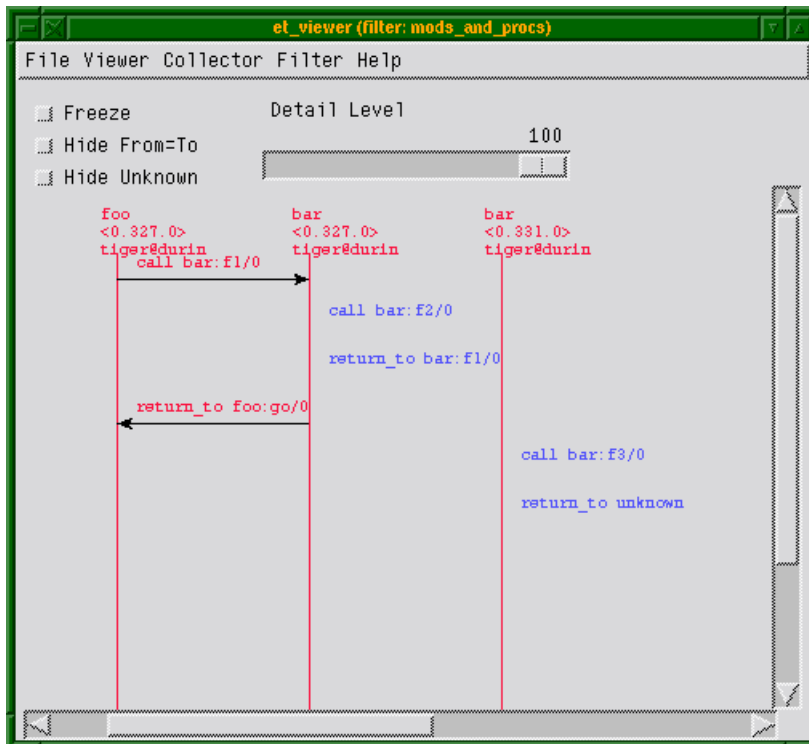 et_viewer (filter: mods_and_procs)
File Viewer Collector Filter Help
Freeze
Hide From=To
Hide Unknown
Detail Level
100
foo
<0.327.0>
tiger@durin
bar
<0.327.0>
tiger@durin
bar
<0.331.0>
tiger@durin
call bar:f1/0
call bar:f2/0
return_to bar:f1/0
return_to foo:go/0
call bar:f3/0
return_to unknown